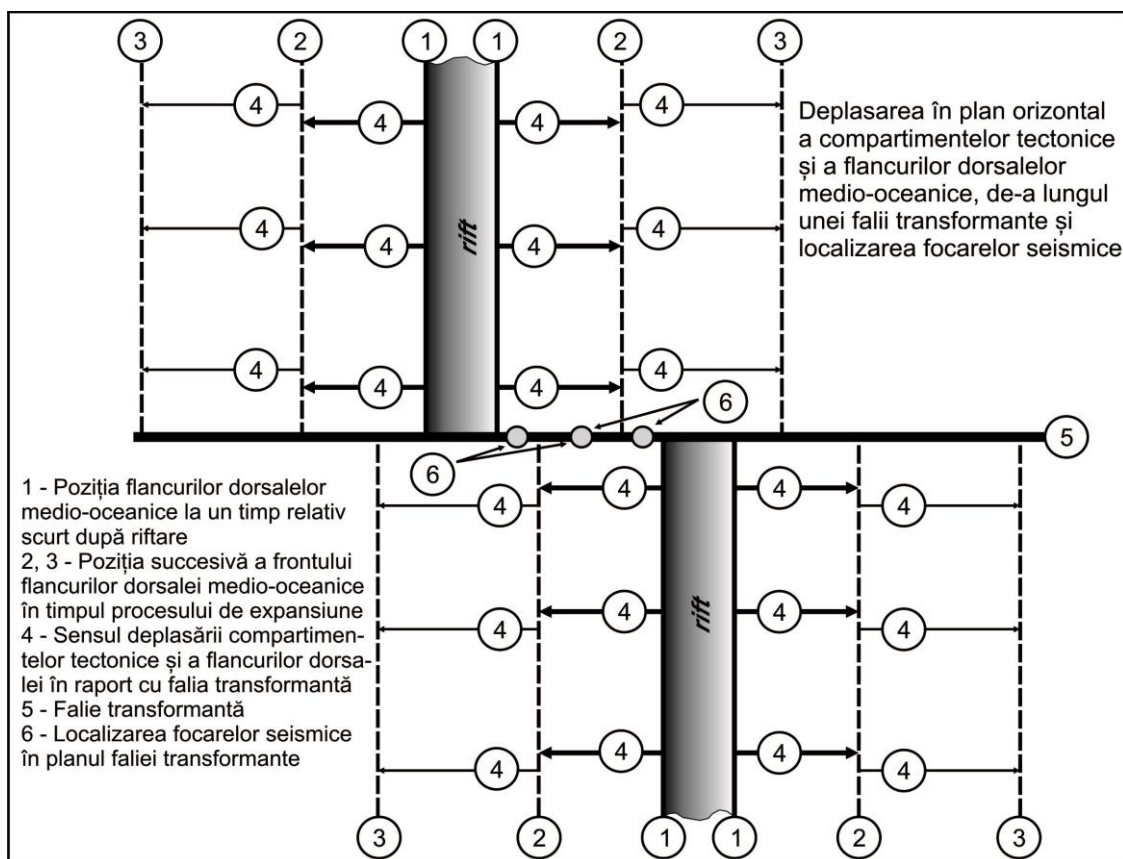 3 2 1 1 2 3
4 4 4 4
Deplasarea în plan orizontal
a compartimentelor tectonice
și a flancurilor dorsalelor
medio-oceanice, de-a lungul
unei falii transformante și
localizarea focarelor seismice
4 4 4 4
rift
4 4 4 4
6
5
6
1 - Poziția flancurilor dorsalelor
medio-oceanice la un timp relativ
scurt după riftare
2, 3 - Poziția succesivă a frontului
flancurilor dorsalei medio-oceanice
în timpul procesului de expansiune
4 - Sensul deplasării compartimen-
telor tectonice și a flancurilor dorsa-
lei în raport cu falia transformantă
5 - Falie transformantă
6 - Localizarea focarelor seismice
în planul faliei transformante
4 4 4 4
rift
4 4 4 4
4 4 4 4
3 2 1 1 2 3